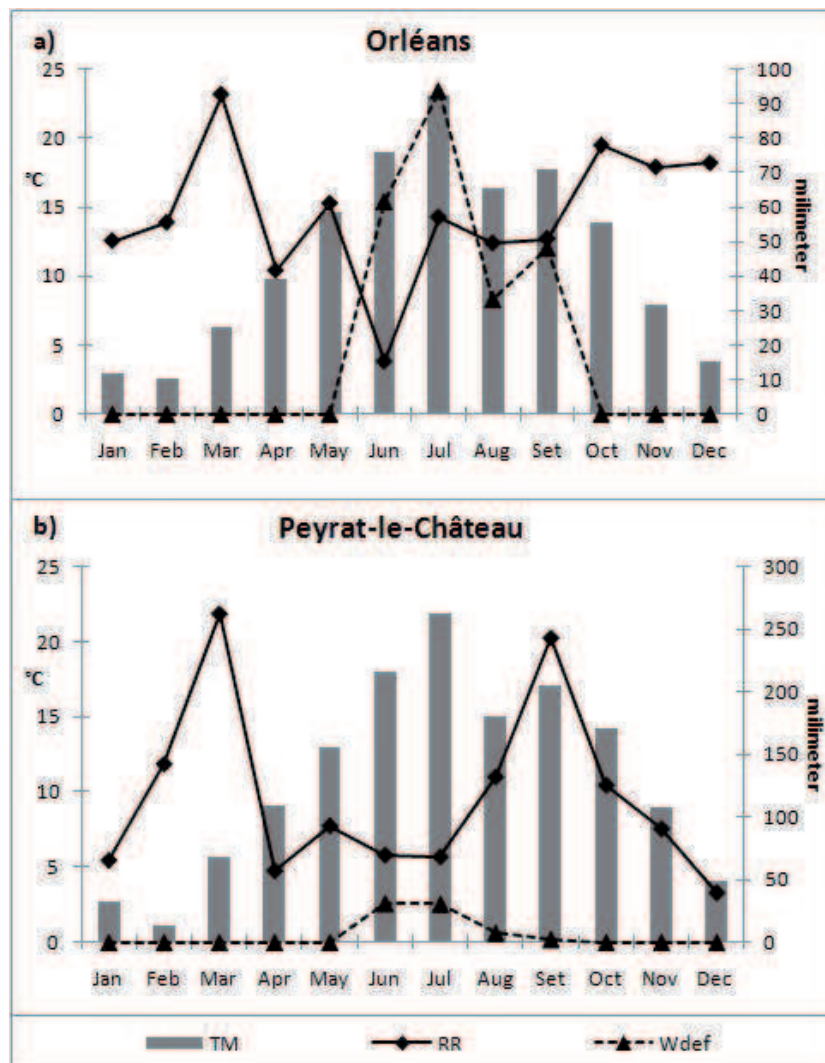 a) Orléans
25 100
90
20 80
70
°C
15 60
50
10 40
30
5 20
10
0 0
milimeter
Jan Feb Mar Apr May Jun Jul Aug Set Oct Nov Dec
b) Peyrat-le-Château
25 300
20 250
°C
200
15
150
10
100
5 50
0 0
milimeter
Jan Feb Mar Apr May Jun Jul Aug Set Oct Nov Dec
TM RR Wdef